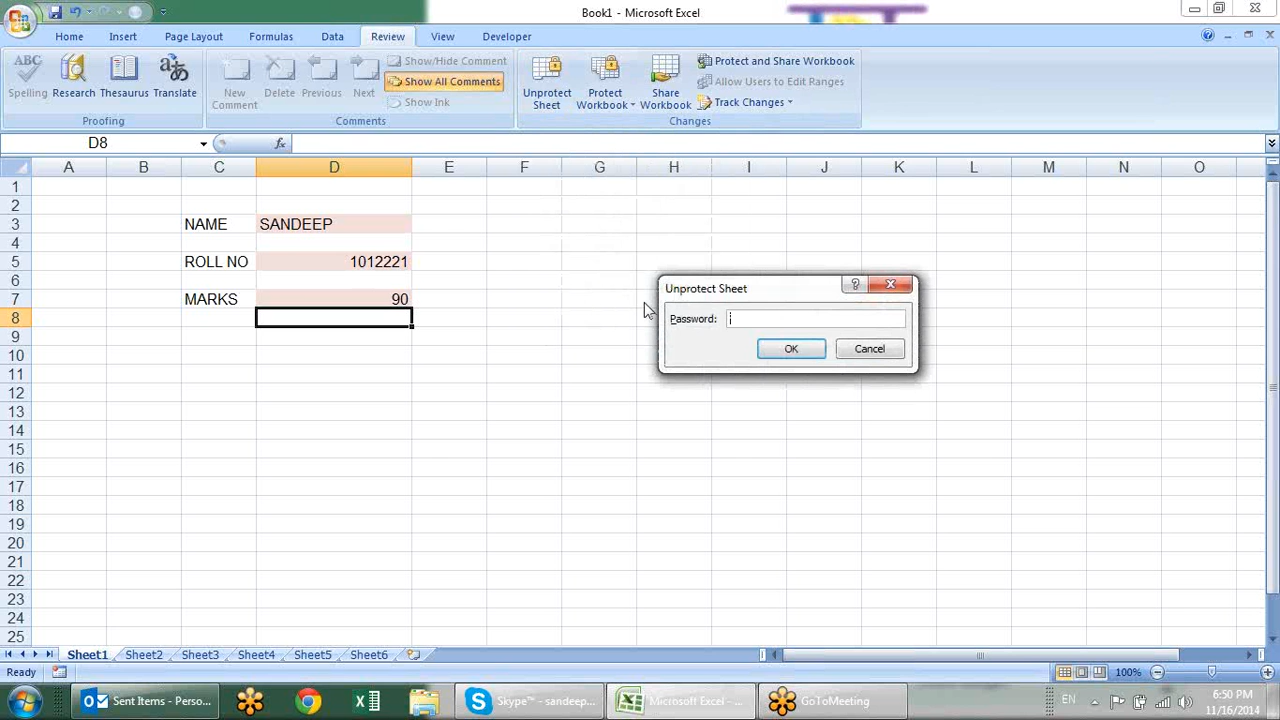 Book1 - Microsoft Excel
Home Insert Page Layout Formulas Data Review View Developer
ABC Spelling
Research
Thesaurus
Translate
Proofing
New Comment
Delete
Previous
Next
Show/Hide Comment
Show All Comments
Show Ink
Comments
Unprotect Sheet
Protect Workbook
Share Workbook
Protect and Share Workbook
Allow Users to Edit Ranges
Track Changes
Changes
D8 fx
A B C D E F G H I J K L M N O
1
2
3 NAME SANDEEP
4
5 ROLL NO 1012221
6
7 MARKS 90
8
9
10
11
12
13
14
15
16
17
18
19
20
21
22
23
24
25
Unprotect Sheet
Password:
OK Cancel
Sheet1 Sheet2 Sheet3 Sheet4 Sheet5 Sheet6
Ready 100%
Sent Items - Perso...
Skype™ - sandeep...
Microsoft Excel - ...
GoToMeeting
EN
6:50 PM
11/16/2014